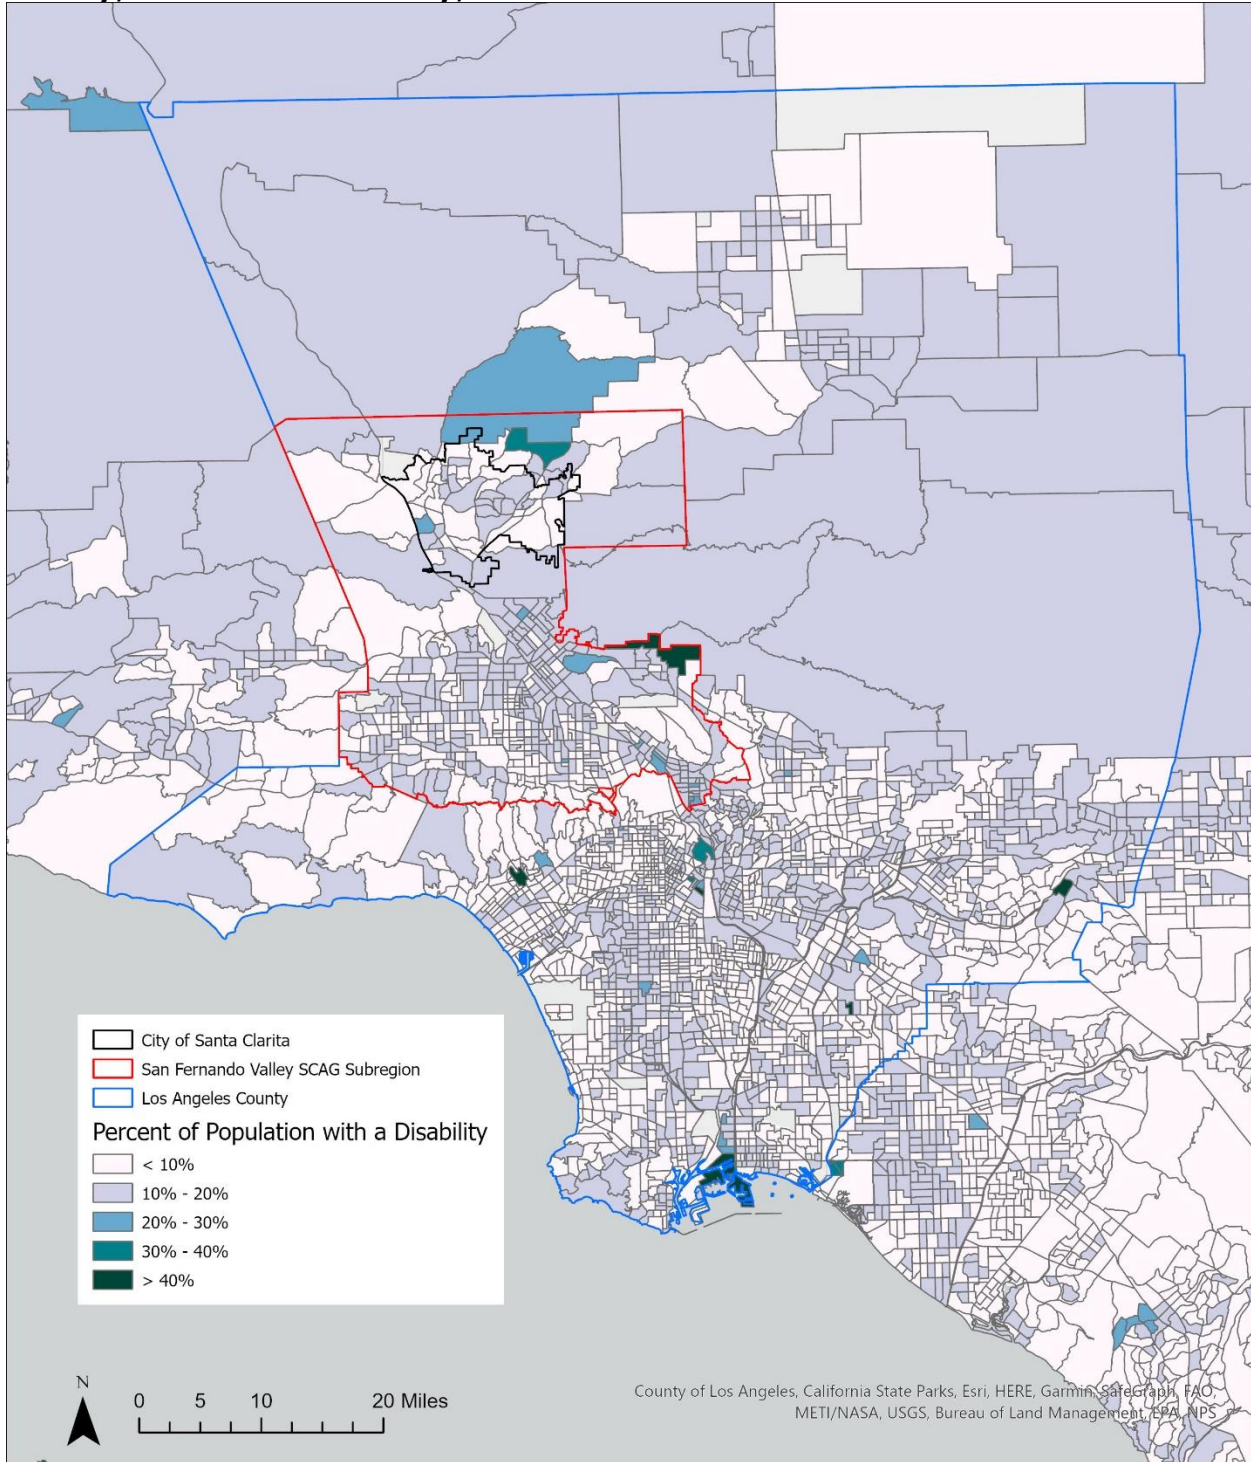 City of Santa Clarita
San Fernando Valley SCAG Subregion
Los Angeles County
Percent of Population with a Disability
< 10%
10% - 20%
20% - 30%
30% - 40%
> 40%
N
0 5 10 20 Miles
County of Los Angeles, California State Parks, Esri, HERE, Garmin, SafeGraph, FAO,
METI/NASA, USGS, Bureau of Land Management, EPA, NPS